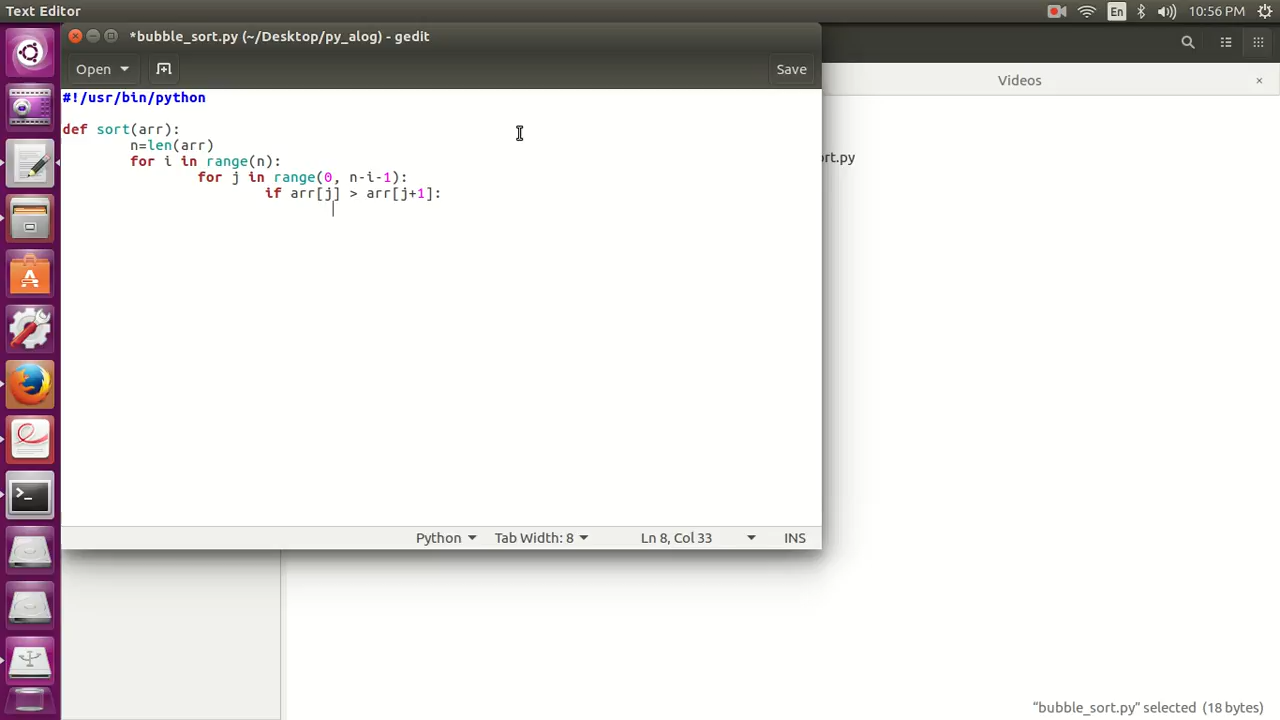 Text Editor
En
10:56 PM
*bubble_sort.py (~/Desktop/py_alog) - gedit
Open
Save
Videos
#!/usr/bin/python
def sort(arr):
n=len(arr)
for i in range(n):
for j in range(0, n-i-1):
if arr[j] > arr[j+1]:
ort.py
Python
Tab Width: 8
Ln 8, Col 33
INS
"bubble_sort.py" selected (18 bytes)